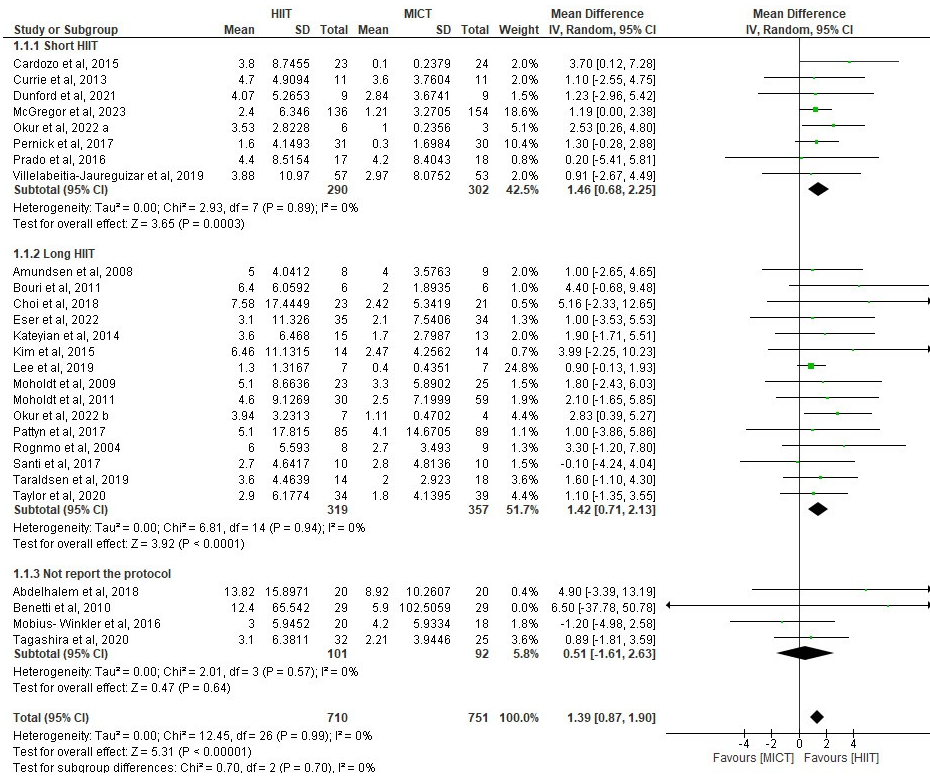 HIIT MICT Mean Difference Mean Difference
Study or Subgroup Mean SD Total Mean SD Total Weight IV, Random, 95% CI IV, Random, 95% CI
1.1.1 Short HIIT
Cardozo et al, 2015 3.8 8.7455 23 0.1 0.2379 24 2.0% 3.70 [0.12, 7.28]
Currie et al, 2013 4.7 4.9094 11 3.6 3.7604 11 2.0% 1.10 [-2.55, 4.75]
Dunford et al, 2021 4.07 5.2653 9 2.84 3.6741 9 1.5% 1.23 [-2.96, 5.42]
McGregor et al, 2023 2.4 6.346 136 1.21 3.2705 154 18.6% 1.19 [0.00, 2.38]
Okur et al, 2022 a 3.53 2.8228 6 1 0.2356 3 5.1% 2.53 [0.26, 4.80]
Pernick et al, 2017 1.6 4.1493 31 0.3 1.6984 30 10.4% 1.30 [-0.28, 2.88]
Prado et al, 2016 4.4 8.5154 17 4.2 8.4043 18 0.8% 0.20 [-5.41, 5.81]
Villelabeitia-Jaureguizar et al, 2019 3.88 10.97 57 2.97 8.0752 53 2.1% 0.91 [-2.67, 4.49]
Subtotal (95% CI) 290 302 42.5% 1.46 [0.68, 2.25]
Heterogeneity: Tau² = 0.00; Chi² = 2.93, df = 7 (P = 0.89); I² = 0%
Test for overall effect: Z = 3.65 (P = 0.0003)
1.1.2 Long HIIT
Amundsen et al, 2008 5 4.0412 8 4 3.5763 9 2.0% 1.00 [-2.65, 4.65]
Bouri et al, 2011 6.4 6.0592 6 2 1.8935 6 1.0% 4.40 [-0.68, 9.48]
Choi et al, 2018 7.58 17.4449 23 2.42 5.3419 21 0.5% 5.16 [-2.33, 12.65]
Eser et al, 2022 3.1 11.326 35 2.1 7.5406 34 1.3% 1.00 [-3.53, 5.53]
Kateyian et al, 2014 3.6 6.468 15 1.7 2.7987 13 2.0% 1.90 [-1.71, 5.51]
Kim et al, 2015 6.46 11.1315 14 2.47 4.2562 14 0.7% 3.99 [-2.25, 10.23]
Lee et al, 2019 1.3 1.3167 7 0.4 0.4351 7 24.8% 0.90 [-0.13, 1.93]
Moholdt et al, 2009 5.1 8.6636 23 3.3 5.8902 25 1.5% 1.80 [-2.43, 6.03]
Moholdt et al, 2011 4.6 9.1269 30 2.5 7.1999 59 1.9% 2.10 [-1.65, 5.85]
Okur et al, 2022 b 3.94 3.2313 7 1.11 0.4702 4 4.4% 2.83 [0.39, 5.27]
Pattyn et al, 2017 5.1 17.815 85 4.1 14.6705 89 1.1% 1.00 [-3.86, 5.86]
Rognmo et al, 2004 6 5.593 8 2.7 3.493 9 1.3% 3.30 [-1.20, 7.80]
Santi et al, 2017 2.7 4.6417 10 2.8 4.8136 10 1.5% -0.10 [-4.24, 4.04]
Taraldsen et al, 2019 3.6 4.4639 14 2 2.923 18 3.6% 1.60 [-1.10, 4.30]
Taylor et al, 2020 2.9 6.1774 34 1.8 4.1395 39 4.4% 1.10 [-1.35, 3.55]
Subtotal (95% CI) 319 357 51.7% 1.42 [0.71, 2.13]
Heterogeneity: Tau² = 0.00; Chi² = 6.81, df = 14 (P = 0.94); I² = 0%
Test for overall effect: Z = 3.92 (P < 0.0001)
1.1.3 Not report the protocol
Abdelhalem et al, 2018 13.82 15.8971 20 8.92 10.2607 20 0.4% 4.90 [-3.39, 13.19]
Benetti et al, 2010 12.4 65.542 29 5.9 102.5059 29 0.0% 6.50 [-37.78, 50.78]
Mobius- Winkler et al, 2016 3 5.9452 20 4.2 5.9334 18 1.8% -1.20 [-4.98, 2.58]
Tagashira et al, 2020 3.1 6.3811 32 2.21 3.9446 25 3.6% 0.89 [-1.81, 3.59]
Subtotal (95% CI) 101 92 5.8% 0.51 [-1.61, 2.63]
Heterogeneity: Tau² = 0.00; Chi² = 2.01, df = 3 (P = 0.57); I² = 0%
Test for overall effect: Z = 0.47 (P = 0.64)
Total (95% CI) 710 751 100.0% 1.39 [0.87, 1.90]
Heterogeneity: Tau² = 0.00; Chi² = 12.45, df = 26 (P = 0.99); I² = 0%
Test for overall effect: Z = 5.31 (P < 0.00001)
Test for subgroup differences: Chi² = 0.70, df = 2 (P = 0.70), I² = 0%
-4 -2 0 2 4
Favours [MICT] Favours [HIIT]